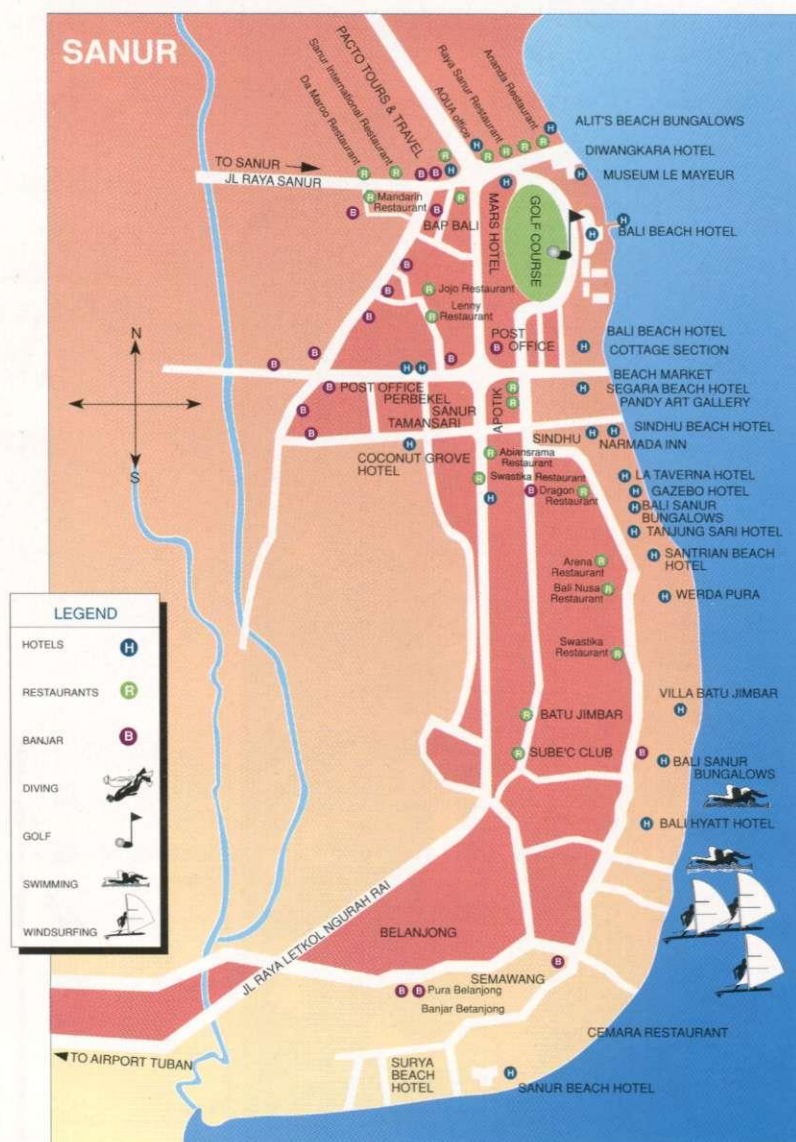 SANUR
PACTO TOURS & TRAVEL
Sanur International Restaurant
Da Maroo Restaurant
AQUA office
Raya Sanur Restaurant
Ananda Restaurant
ALIT'S BEACH BUNGALOWS
DIWANGKARA HOTEL
MUSEUM LE MAYEUR
TO SANUR
JL RAYA SANUR
Mandarin
Restaurant
BAP BALI
MARS HOTEL
GOLF COURSE
BALI BEACH HOTEL
Jojo Restaurant
Lenny
Restaurant
POST
OFFICE
BALI BEACH HOTEL
COTTAGE SECTION
N
S
BEACH MARKET
POST OFFICE
PERBEKEL
SANUR
TAMANSARI
APOTIK
SEGARA BEACH HOTEL
PANDY ART GALLERY
SINDHU BEACH HOTEL
SINDHU
NARMADA INN
COCONUT GROVE
HOTEL
Abiansrama
Restaurant
Swastika Restaurant
Dragon
Restaurant
LA TAVERNA HOTEL
GAZEBO HOTEL
BALI SANUR
BUNGALOWS
TANJUNG SARI HOTEL
SANTRIAN BEACH
HOTEL
Arena
Restaurant
Bali Nusa
Restaurant
WERDA PURA
Swastika
Restaurant
VILLA BATU JIMBAR
BATU JIMBAR
SUBE'C CLUB
BALI SANUR
BUNGALOWS
BALI HYATT HOTEL
LEGEND
HOTELS H
RESTAURANTS R
BANJAR B
DIVING
GOLF
SWIMMING
WINDSURFING
JL RAYA LETKOL NGURAH RAI
BELANJONG
SEMAWANG
Pura Belanjong
Banjar Betanjong
CEMARA RESTAURANT
TO AIRPORT TUBAN
SURYA
BEACH
HOTEL
SANUR BEACH HOTEL